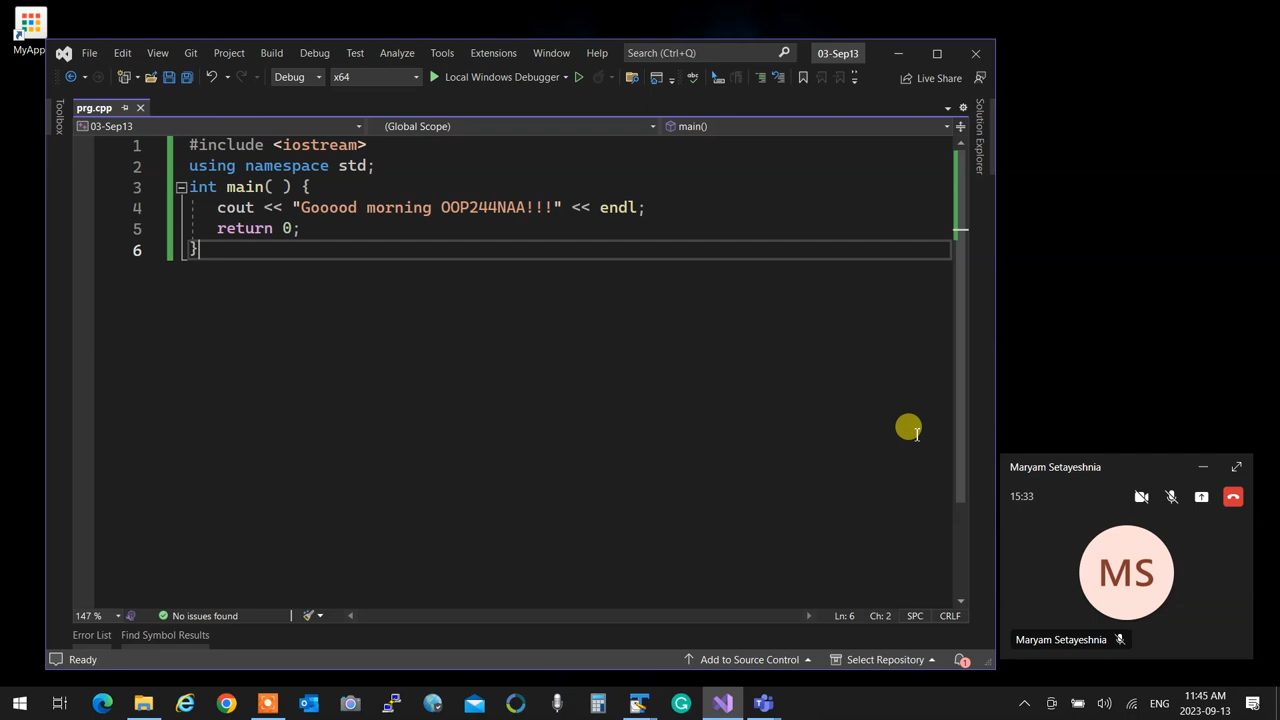 MyApp
File Edit View Git Project Build Debug Test Analyze Tools Extensions Window Help Search (Ctrl+Q) 03-Sep13
Debug x64 Local Windows Debugger Live Share
Toolbox
prg.cpp
Solution Explorer
03-Sep13 (Global Scope) main()
1 #include <iostream>
2 using namespace std;
3 int main( ) {
4 cout << "Gooood morning OOP244NAA!!!" << endl;
5 return 0;
6 }
Maryam Setayeshnia
15:33
MS
Maryam Setayeshnia
147 % No issues found Ln: 6 Ch: 2 SPC CRLF
Error List Find Symbol Results
Ready Add to Source Control Select Repository 1
ENG 11:45 AM
2023-09-13